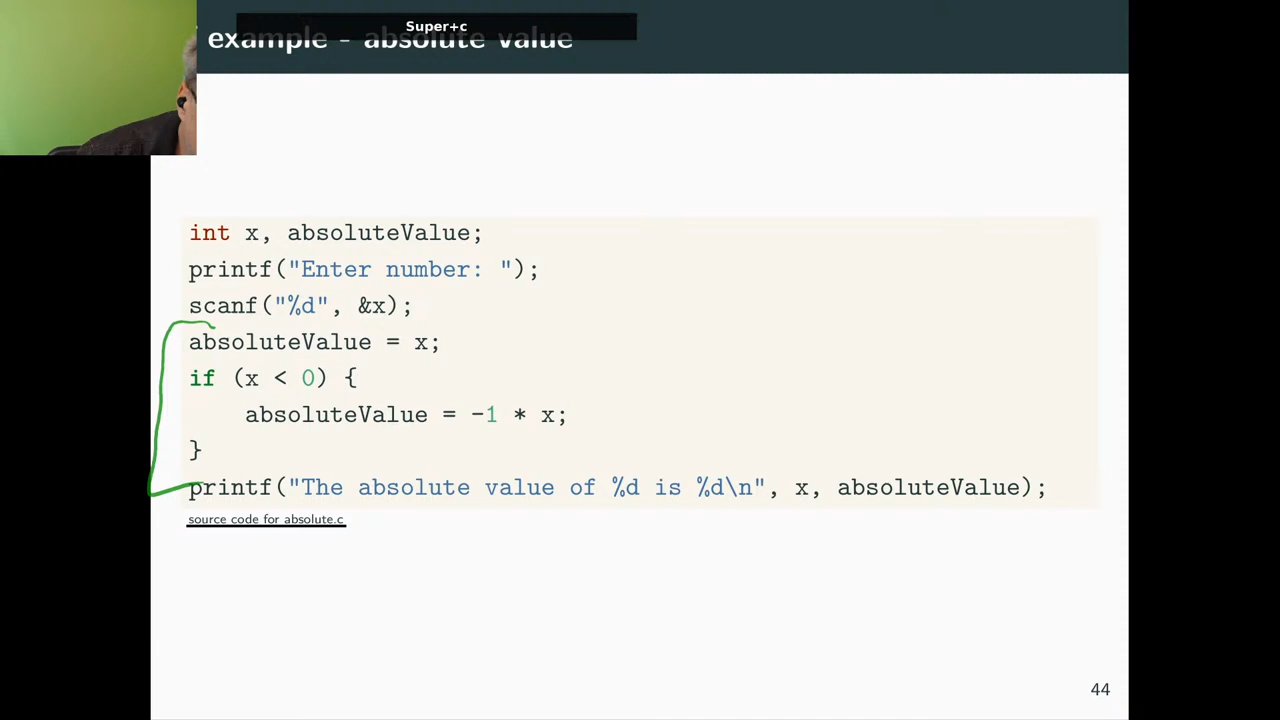 Super+c
example - absolute value
int x, absoluteValue;
printf("Enter number: ");
scanf("%d", &x);
absoluteValue = x;
if (x < 0) {
    absoluteValue = -1 * x;
}
printf("The absolute value of %d is %d\n", x, absoluteValue);
source code for absolute.c
44